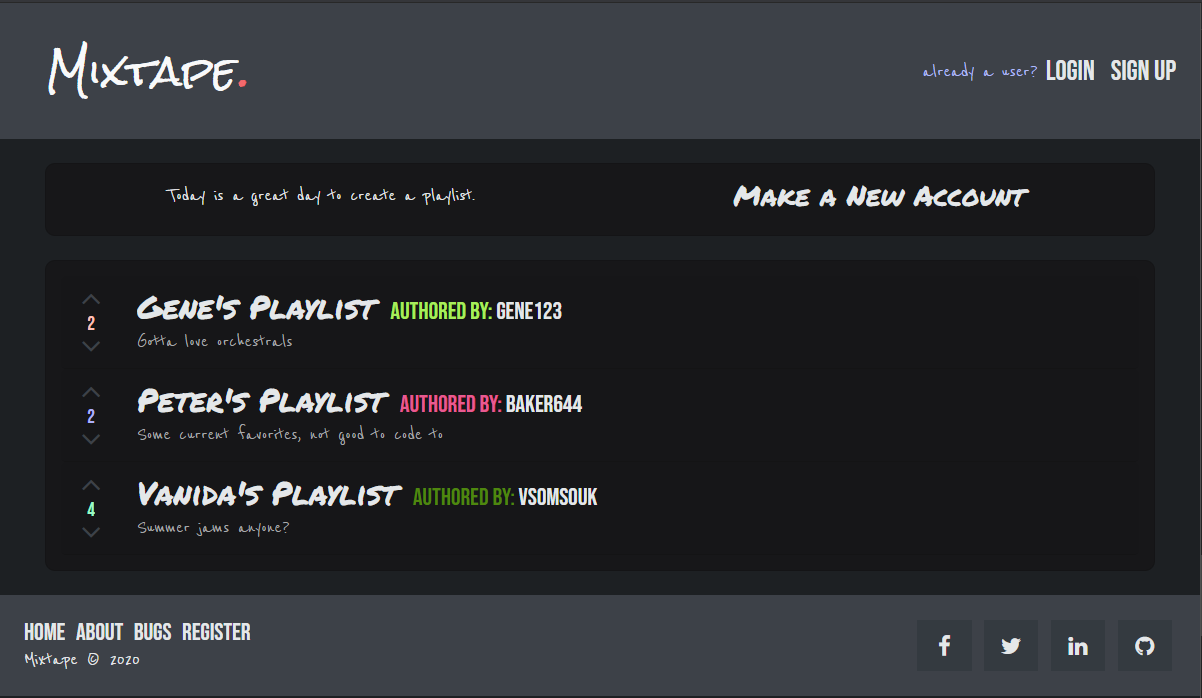 Mixtape.
already a user? LOGIN SIGN UP
Today is a great day to create a playlist.
Make a New Account
2
Gene's Playlist AUTHORED BY: GENE123
Gotta love orchestrals
2
Peter's Playlist AUTHORED BY: BAKER644
Some current favorites, not good to code to
4
Vanida's Playlist AUTHORED BY: VSOMSOUK
Summer jams anyone?
HOME ABOUT BUGS REGISTER
Mixtape © 2020